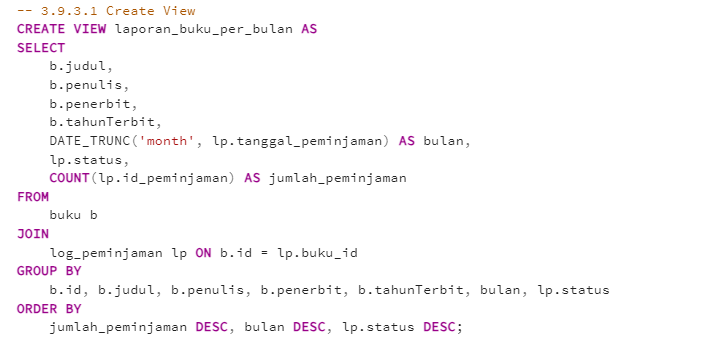 -- 3.9.3.1 Create View
CREATE VIEW laporan_buku_per_bulan AS
SELECT
    b.judul,
    b.penulis,
    b.penerbit,
    b.tahunTerbit,
    DATE_TRUNC('month', lp.tanggal_peminjaman) AS bulan,
    lp.status,
    COUNT(lp.id_peminjaman) AS jumlah_peminjaman
FROM
    buku b
JOIN
    log_peminjaman lp ON b.id = lp.buku_id
GROUP BY
    b.id, b.judul, b.penulis, b.penerbit, b.tahunTerbit, bulan, lp.status
ORDER BY
    jumlah_peminjaman DESC, bulan DESC, lp.status DESC;